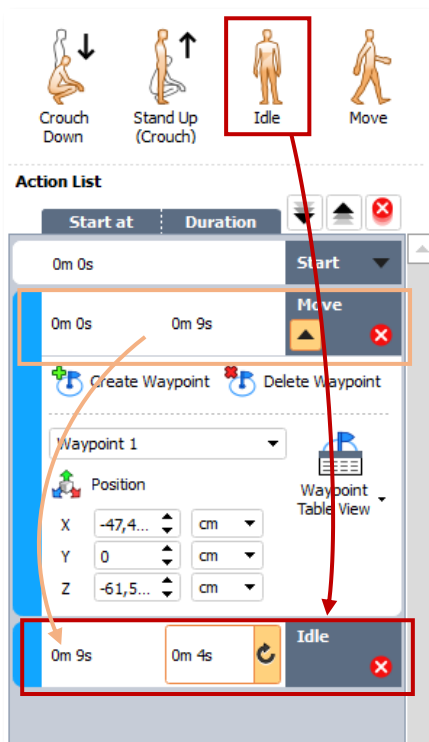 Crouch
Down
Stand Up
(Crouch)
Idle
Move
Action List
Start at Duration
0m 0s Start
Move
0m 0s 0m 9s
Create Waypoint Delete Waypoint
Waypoint 1
Position
Waypoint
Table View
X -47,4... cm
Y 0 cm
Z -61,5... cm
Idle
0m 9s 0m 4s